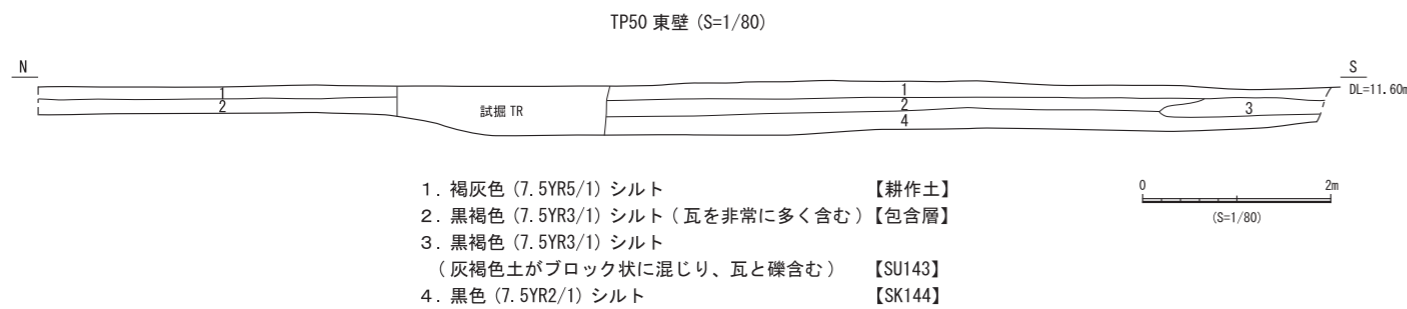 TP50 東壁 (S=1/80)
N
S
DL=11.60m
1
2
試掘 TR
1
2
3
4
1. 褐灰色 (7.5YR5/1) シルト 【耕作土】
2. 黒褐色 (7.5YR3/1) シルト ( 瓦を非常に多く含む ) 【包含層】
3. 黒褐色 (7.5YR3/1) シルト
( 灰褐色土がブロック状に混じり、瓦と礫含む ) 【SU143】
4. 黒色 (7.5YR2/1) シルト 【SK144】
0 2m
(S=1/80)